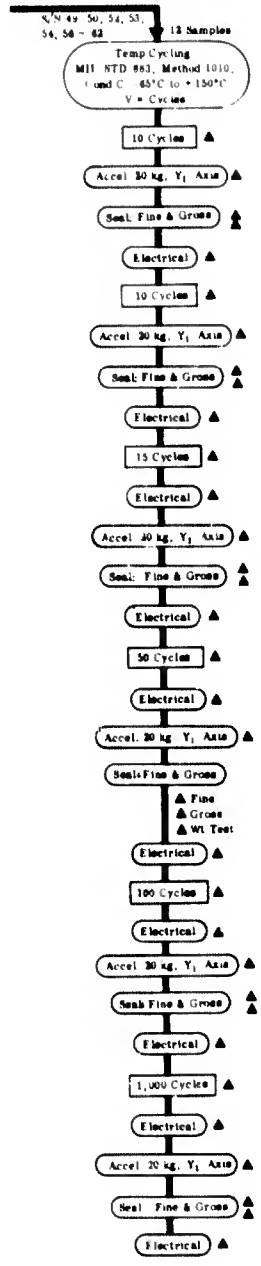 S/N 49, 50, 52, 53,
54, 56 - 62
12 Samples
Temp Cycling
MIL STD 883, Method 1010,
Cond C -65°C to +150°C
V = Cycles
10 Cycles
Accel 30 kg, Y1 Axis
Seal: Fine & Gross
Electrical
10 Cycles
Accel 30 kg, Y1 Axis
Seal: Fine & Gross
Electrical
15 Cycles
Electrical
Accel 30 kg, Y1 Axis
Seal: Fine & Gross
Electrical
50 Cycles
Electrical
Accel. 20 kg Y1 Axis
Seal: Fine & Gross
Fine
Gross
Wt Test
Electrical
100 Cycles
Electrical
Accel 20 kg, Y1 Axis
Seal: Fine & Gross
Electrical
1,000 Cycles
Electrical
Accel 20 kg, Y1 Axis
Seal Fine & Gross
Electrical